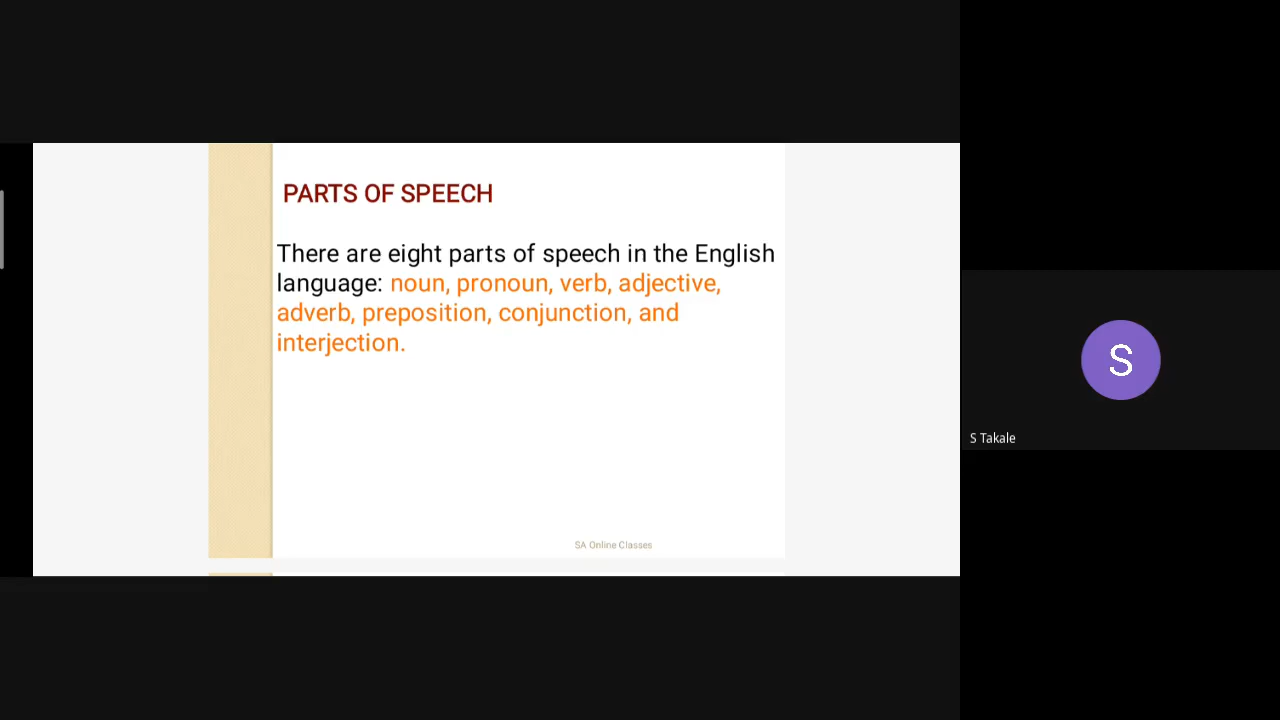 PARTS OF SPEECH
There are eight parts of speech in the English
language: noun, pronoun, verb, adjective,
adverb, preposition, conjunction, and
interjection.
SA Online Classes
S
S Takale